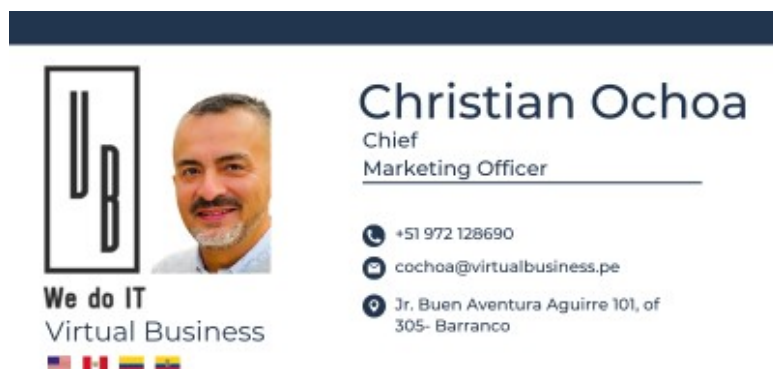 UB
We do IT
Virtual Business
Christian Ochoa
Chief
Marketing Officer
+51 972 128690
cochoa@virtualbusiness.pe
Jr. Buen Aventura Aguirre 101, of
305- Barranco